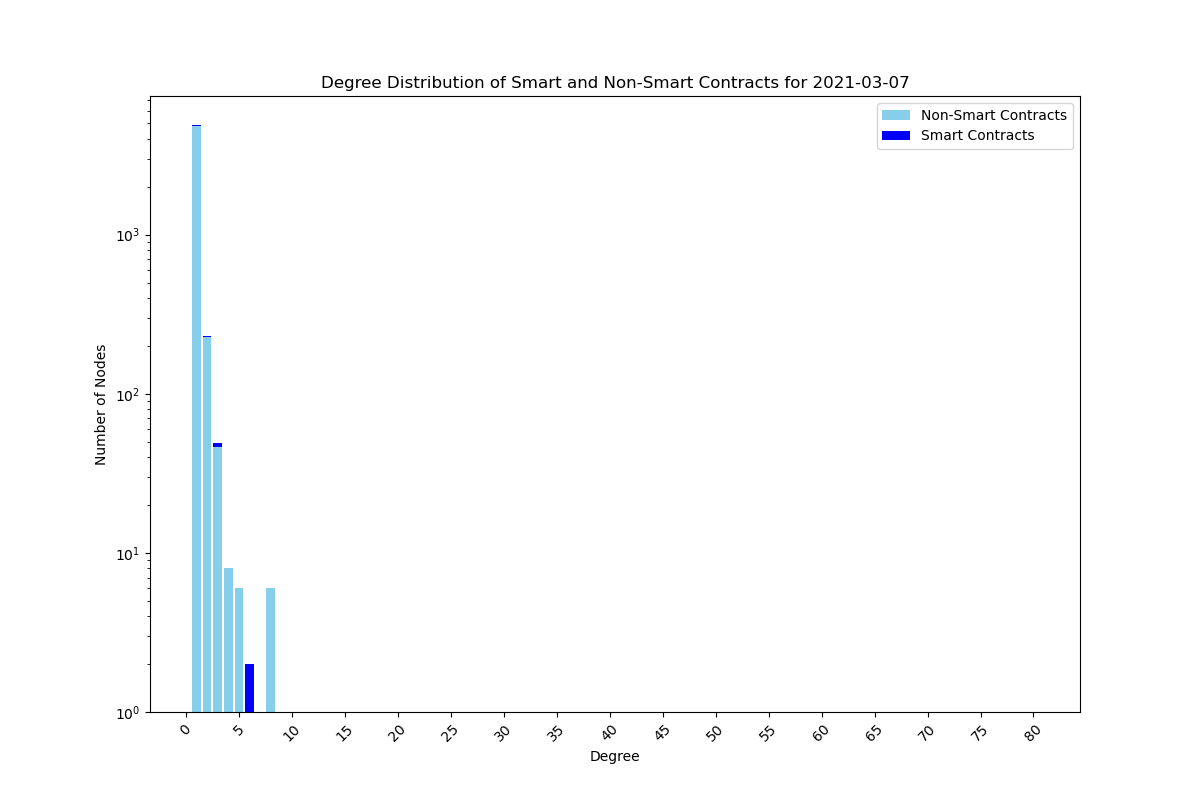 Degree Distribution of Smart and Non-Smart Contracts for 2021-03-07
Non-Smart Contracts
Smart Contracts
Number of Nodes
10³
10²
10¹
10⁰
0 5 10 15 20 25 30 35 40 45 50 55 60 65 70 75 80
Degree